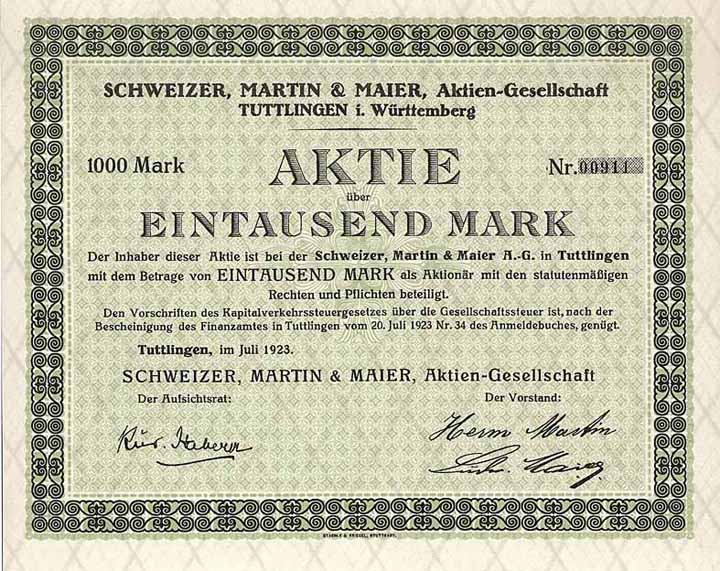 SCHWEIZER, MARTIN & MAIER, Aktien-Gesellschaft
TUTTLINGEN i. Württemberg
1000 Mark
AKTIE
Nr. 00911
über
EINTAUSEND MARK
Der Inhaber dieser Aktie ist bei der Schweizer, Martin & Maier A.-G. in Tuttlingen
mit dem Betrage von EINTAUSEND MARK als Aktionär mit den statutenmäßigen
Rechten und Pflichten beteiligt.
Den Vorschriften des Kapitalverkehrssteuergesetzes über die Gesellschaftssteuer ist, nach der
Bescheinigung des Finanzamtes in Tuttlingen vom 20. Juli 1923 Nr. 34 des Anmeldebuches, genügt.
Tuttlingen, im Juli 1923.
SCHWEIZER, MARTIN & MAIER, Aktien-Gesellschaft
Der Aufsichtsrat:
Der Vorstand:
Herm Martin
STAEHLE & FRIEDEL, STUTTGART.